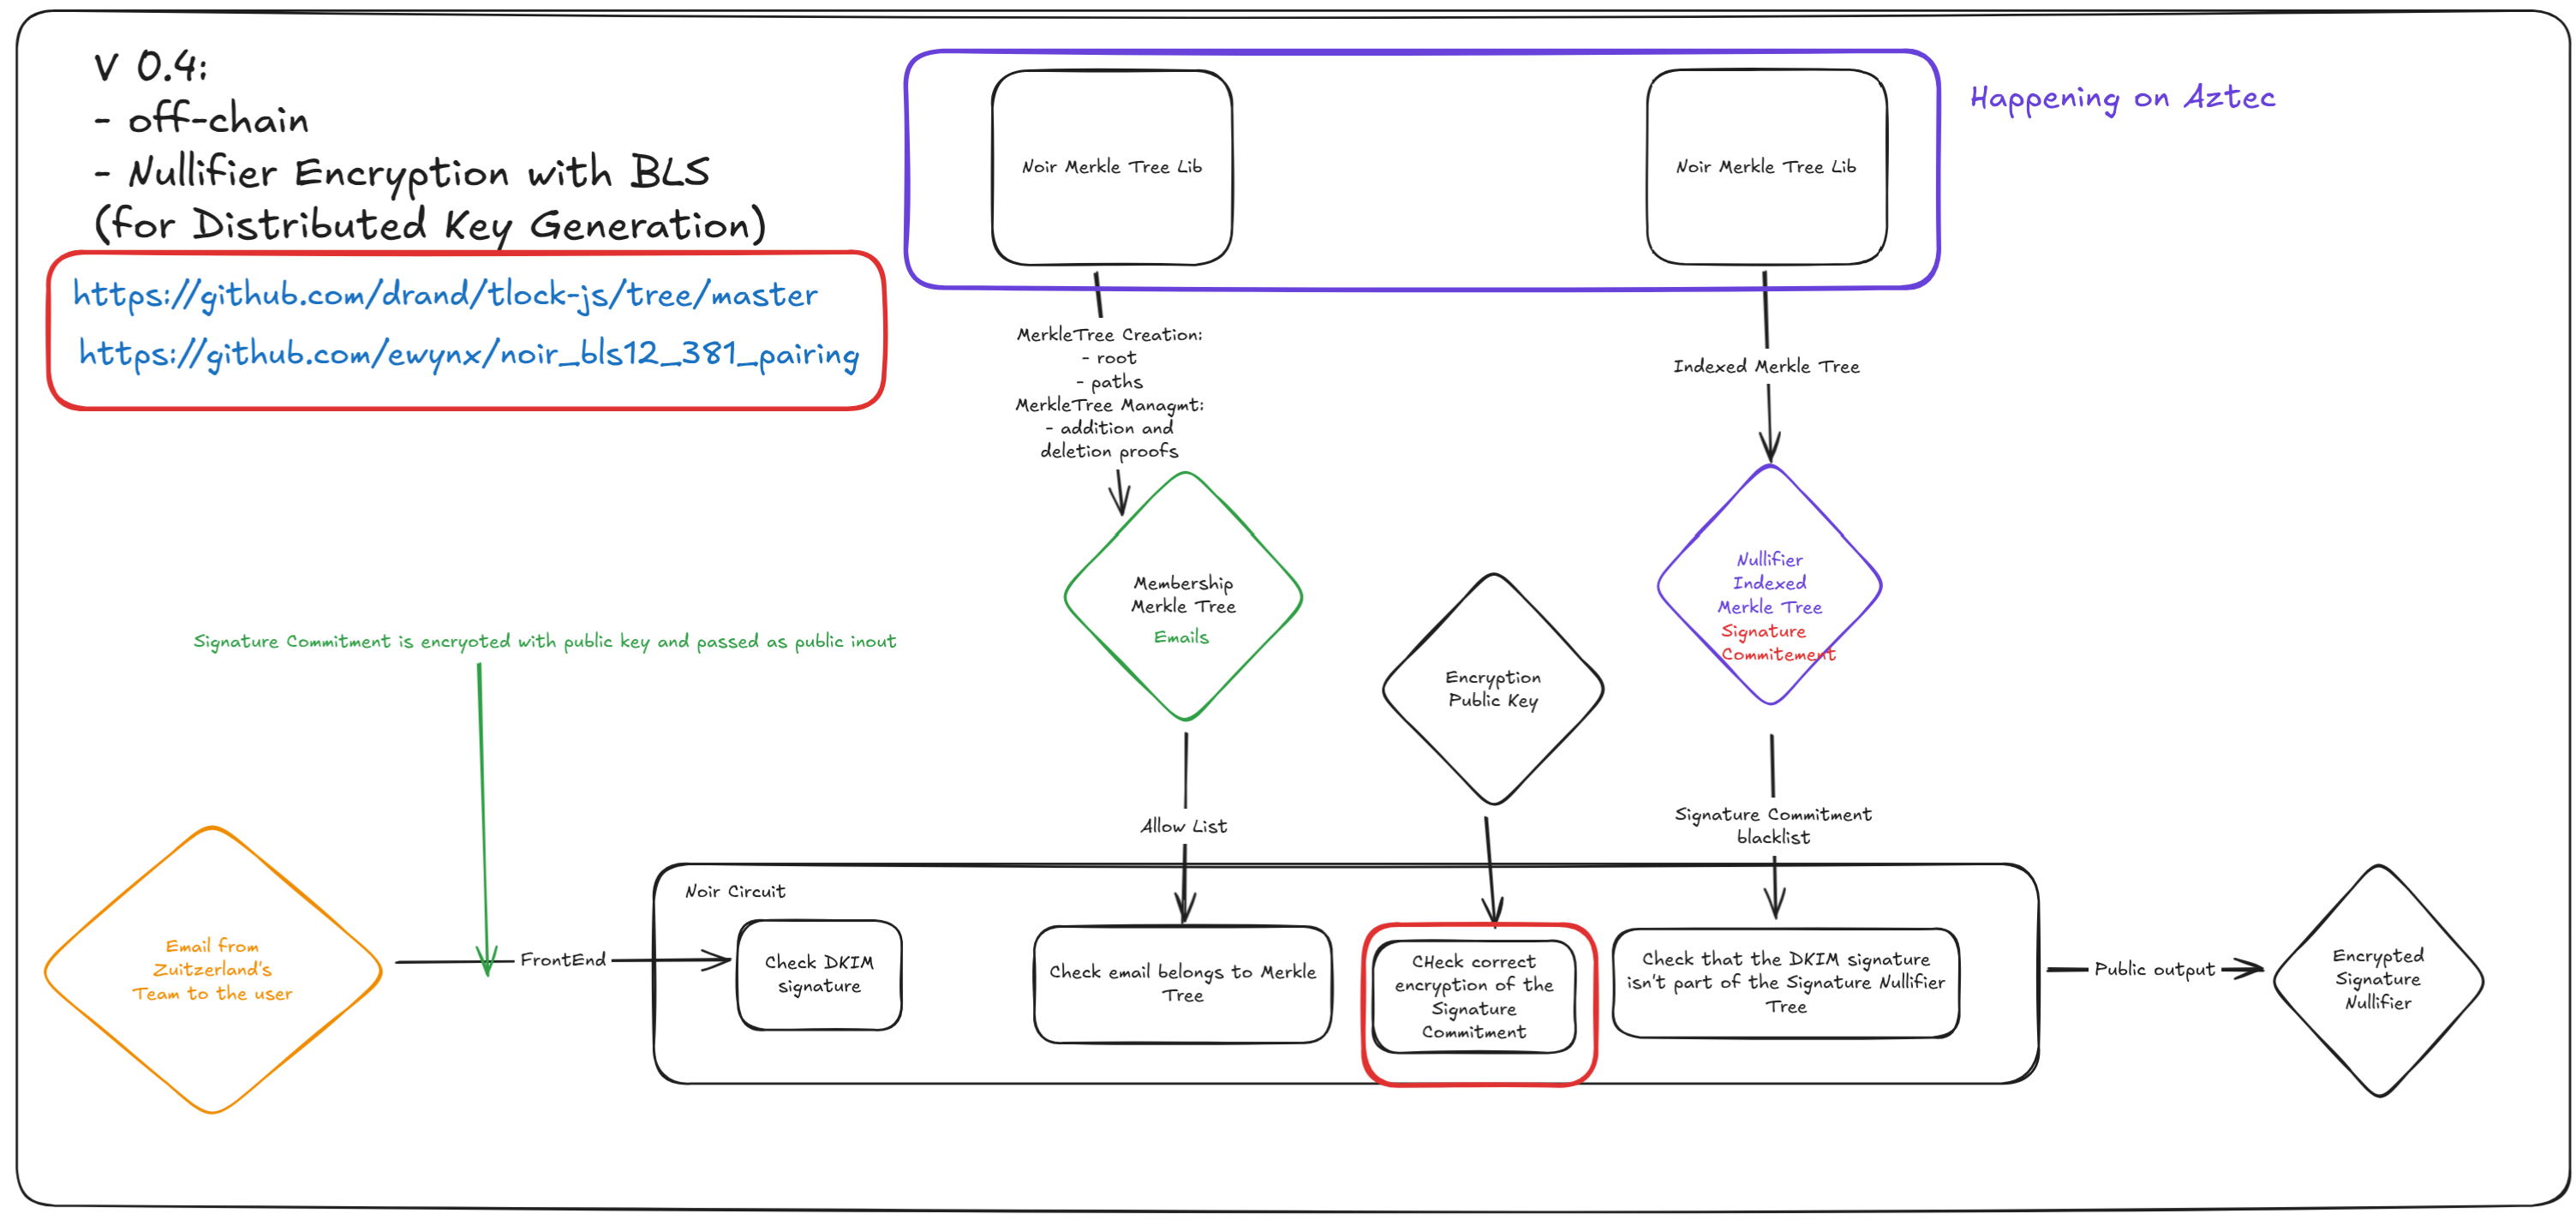 V 0.4:
- off-chain
- Nullifier Encryption with BLS
(for Distributed Key Generation)
https://github.com/drand/tlock-js/tree/master
https://github.com/ewynx/noir_bls12_381_pairing
Happening on Aztec
Noir Merkle Tree Lib
Noir Merkle Tree Lib
MerkleTree Creation:
- root
- paths
MerkleTree Managmt:
- addition and
deletion proofs
Indexed Merkle Tree
Membership
Merkle Tree
Emails
Encryption
Public Key
Nullifier
Indexed
Merkle Tree
Signature
Commitement
Signature Commitment is encryoted with public key and passed as public inout
Allow List
Signature Commitment
blacklist
Email from
Zuitzerland's
Team to the user
FrontEnd
Noir Circuit
Check DKIM
signature
Check email belongs to Merkle
Tree
CHeck correct
encryption of the
Signature
Commitment
Check that the DKIM signature
isn't part of the Signature Nullifier
Tree
Public output
Encrypted
Signature
Nullifier